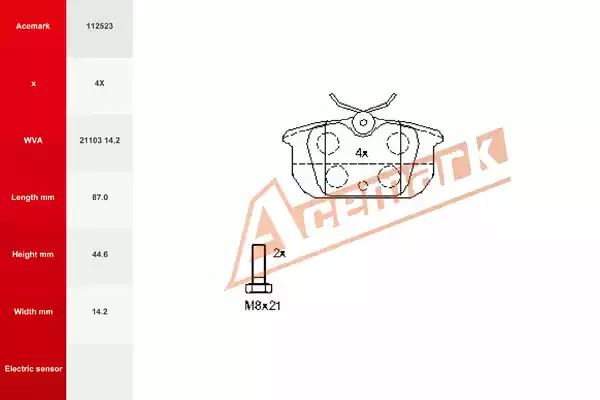 Acemark 112523
x 4X
WVA 21103 14.2
Length mm 87.0
Height mm 44.6
Width mm 14.2
Electric sensor
4x
Acemark
2x
M8x21